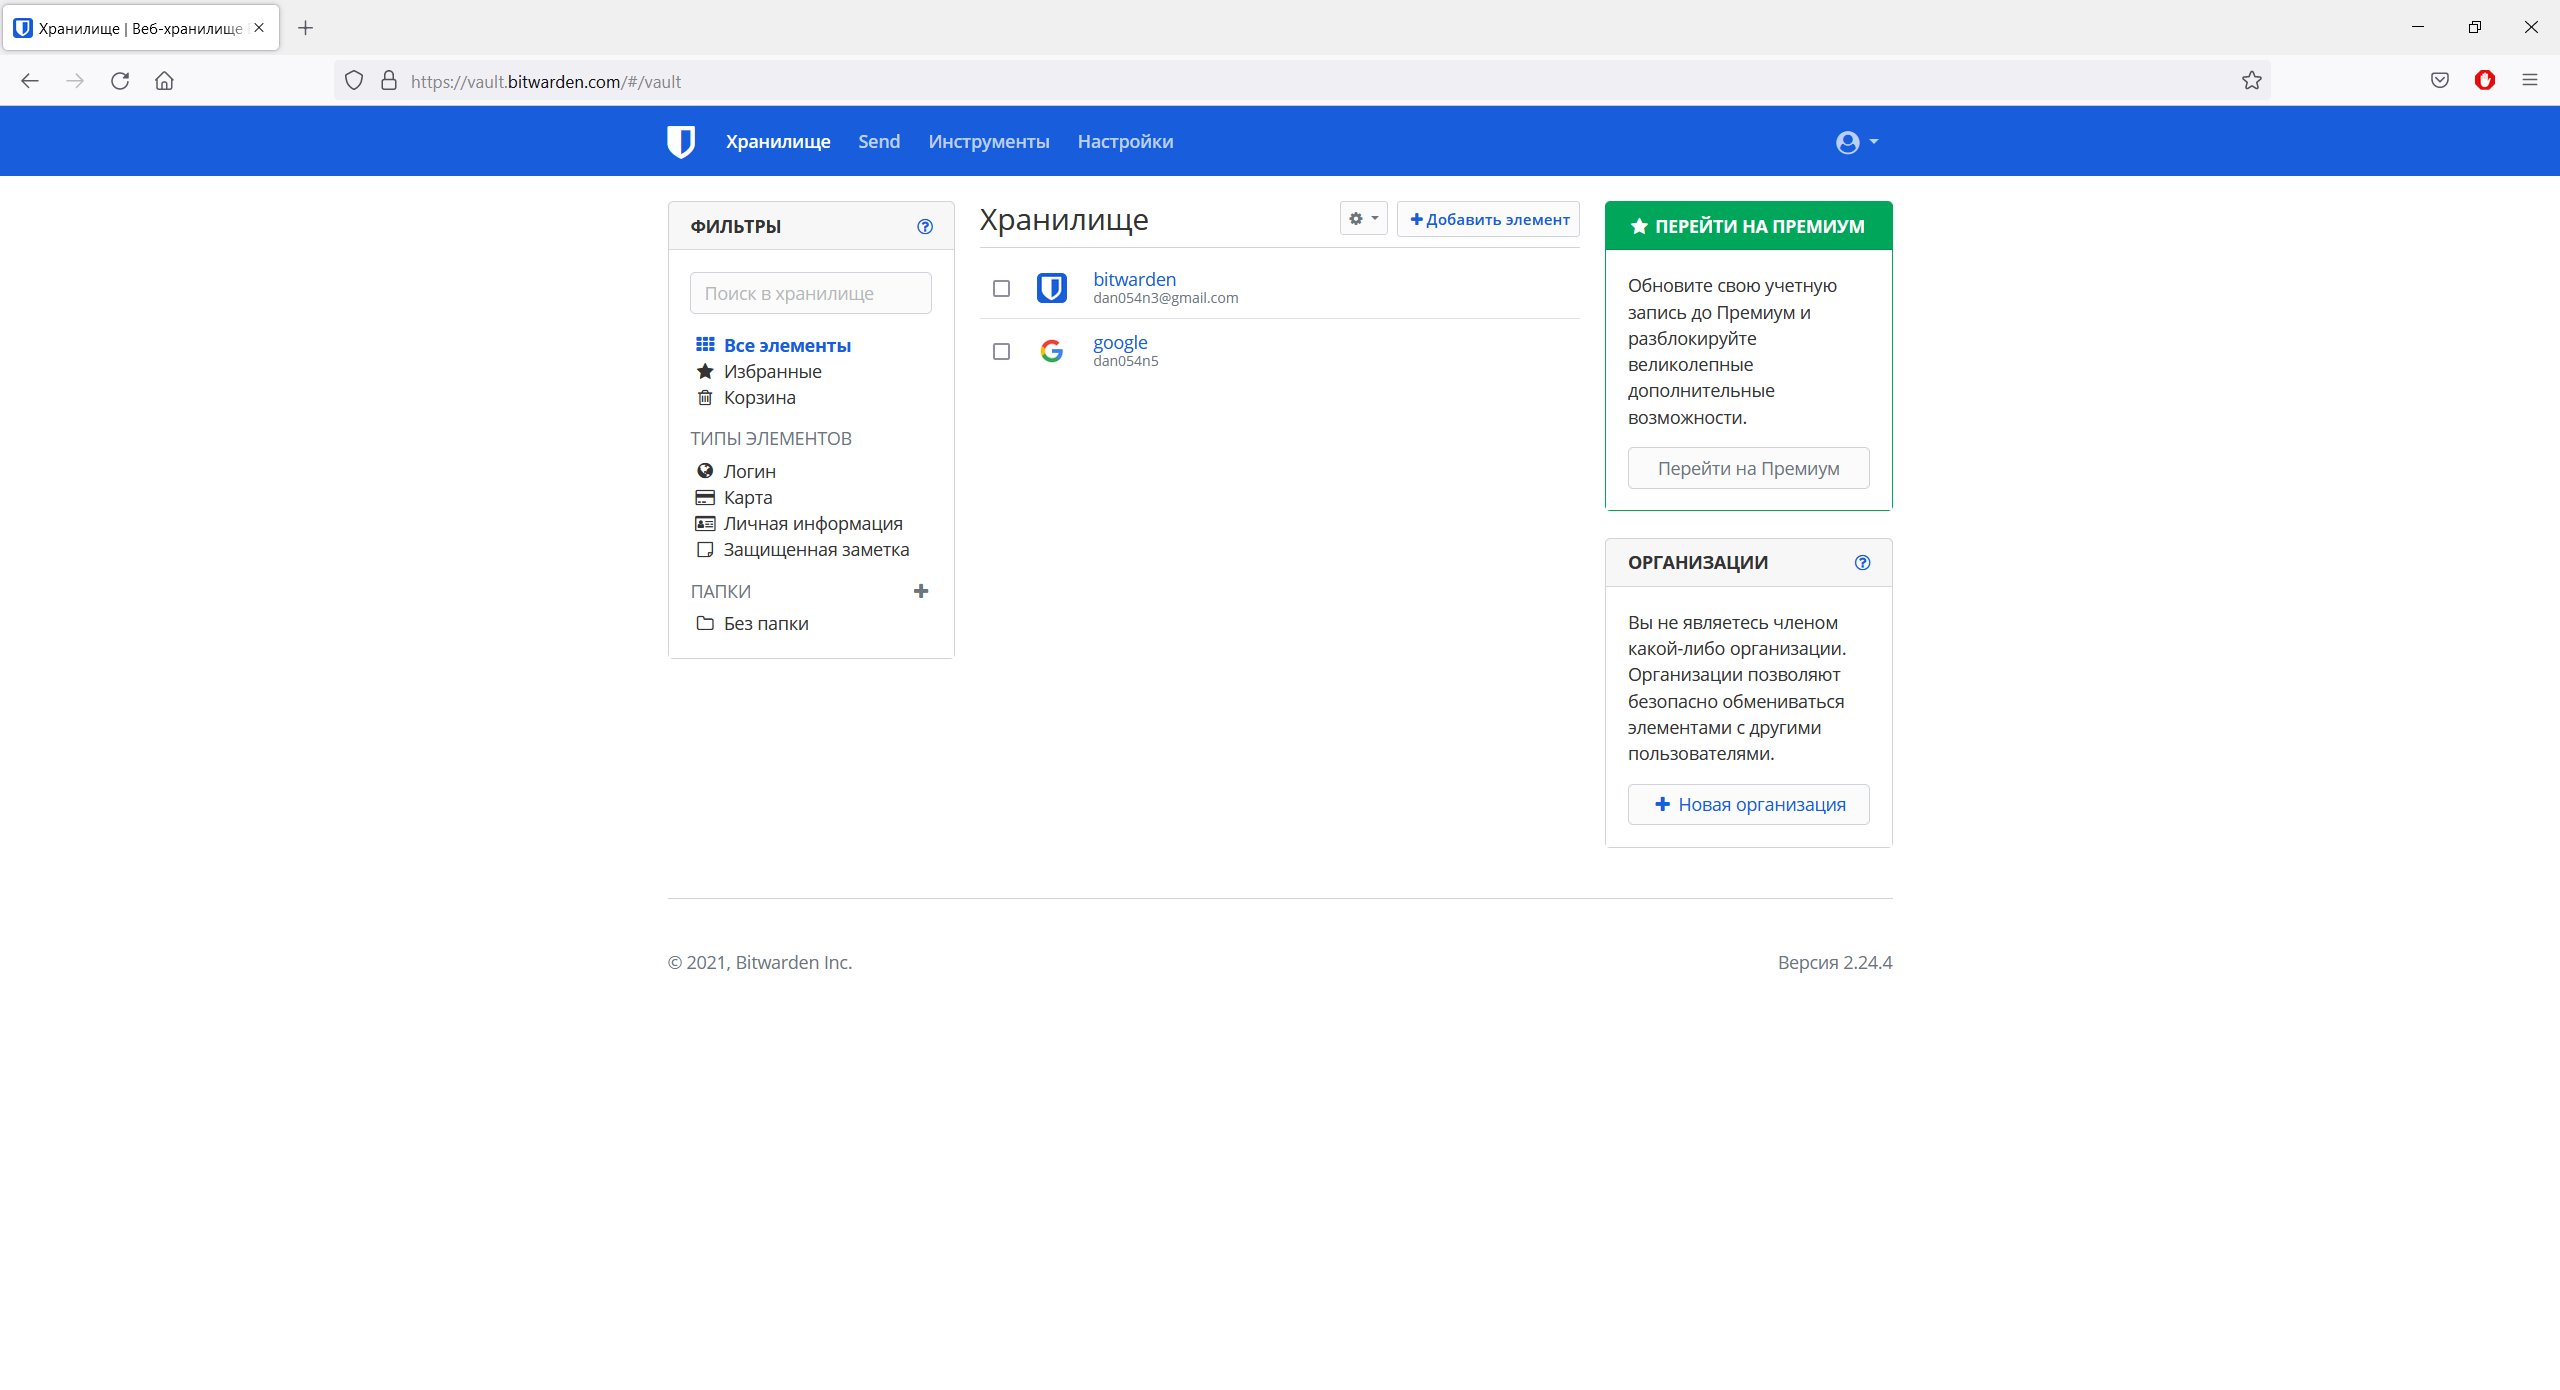 Хранилище | Веб-хранилище
https://vault.bitwarden.com/#/vault
Хранилище
Send
Инструменты
Настройки
ФИЛЬТРЫ
Поиск в хранилище
Все элементы
Избранные
Корзина
ТИПЫ ЭЛЕМЕНТОВ
Логин
Карта
Личная информация
Защищенная заметка
ПАПКИ
Без папки
Хранилище
Добавить элемент
bitwarden
dan054n3@gmail.com
google
dan054n5
ПЕРЕЙТИ НА ПРЕМИУМ
Обновите свою учетную
запись до Премиум и
разблокируйте
великолепные
дополнительные
возможности.
Перейти на Премиум
ОРГАНИЗАЦИИ
Вы не являетесь членом
какой-либо организации.
Организации позволяют
безопасно обмениваться
элементами с другими
пользователями.
Новая организация
© 2021, Bitwarden Inc.
Версия 2.24.4